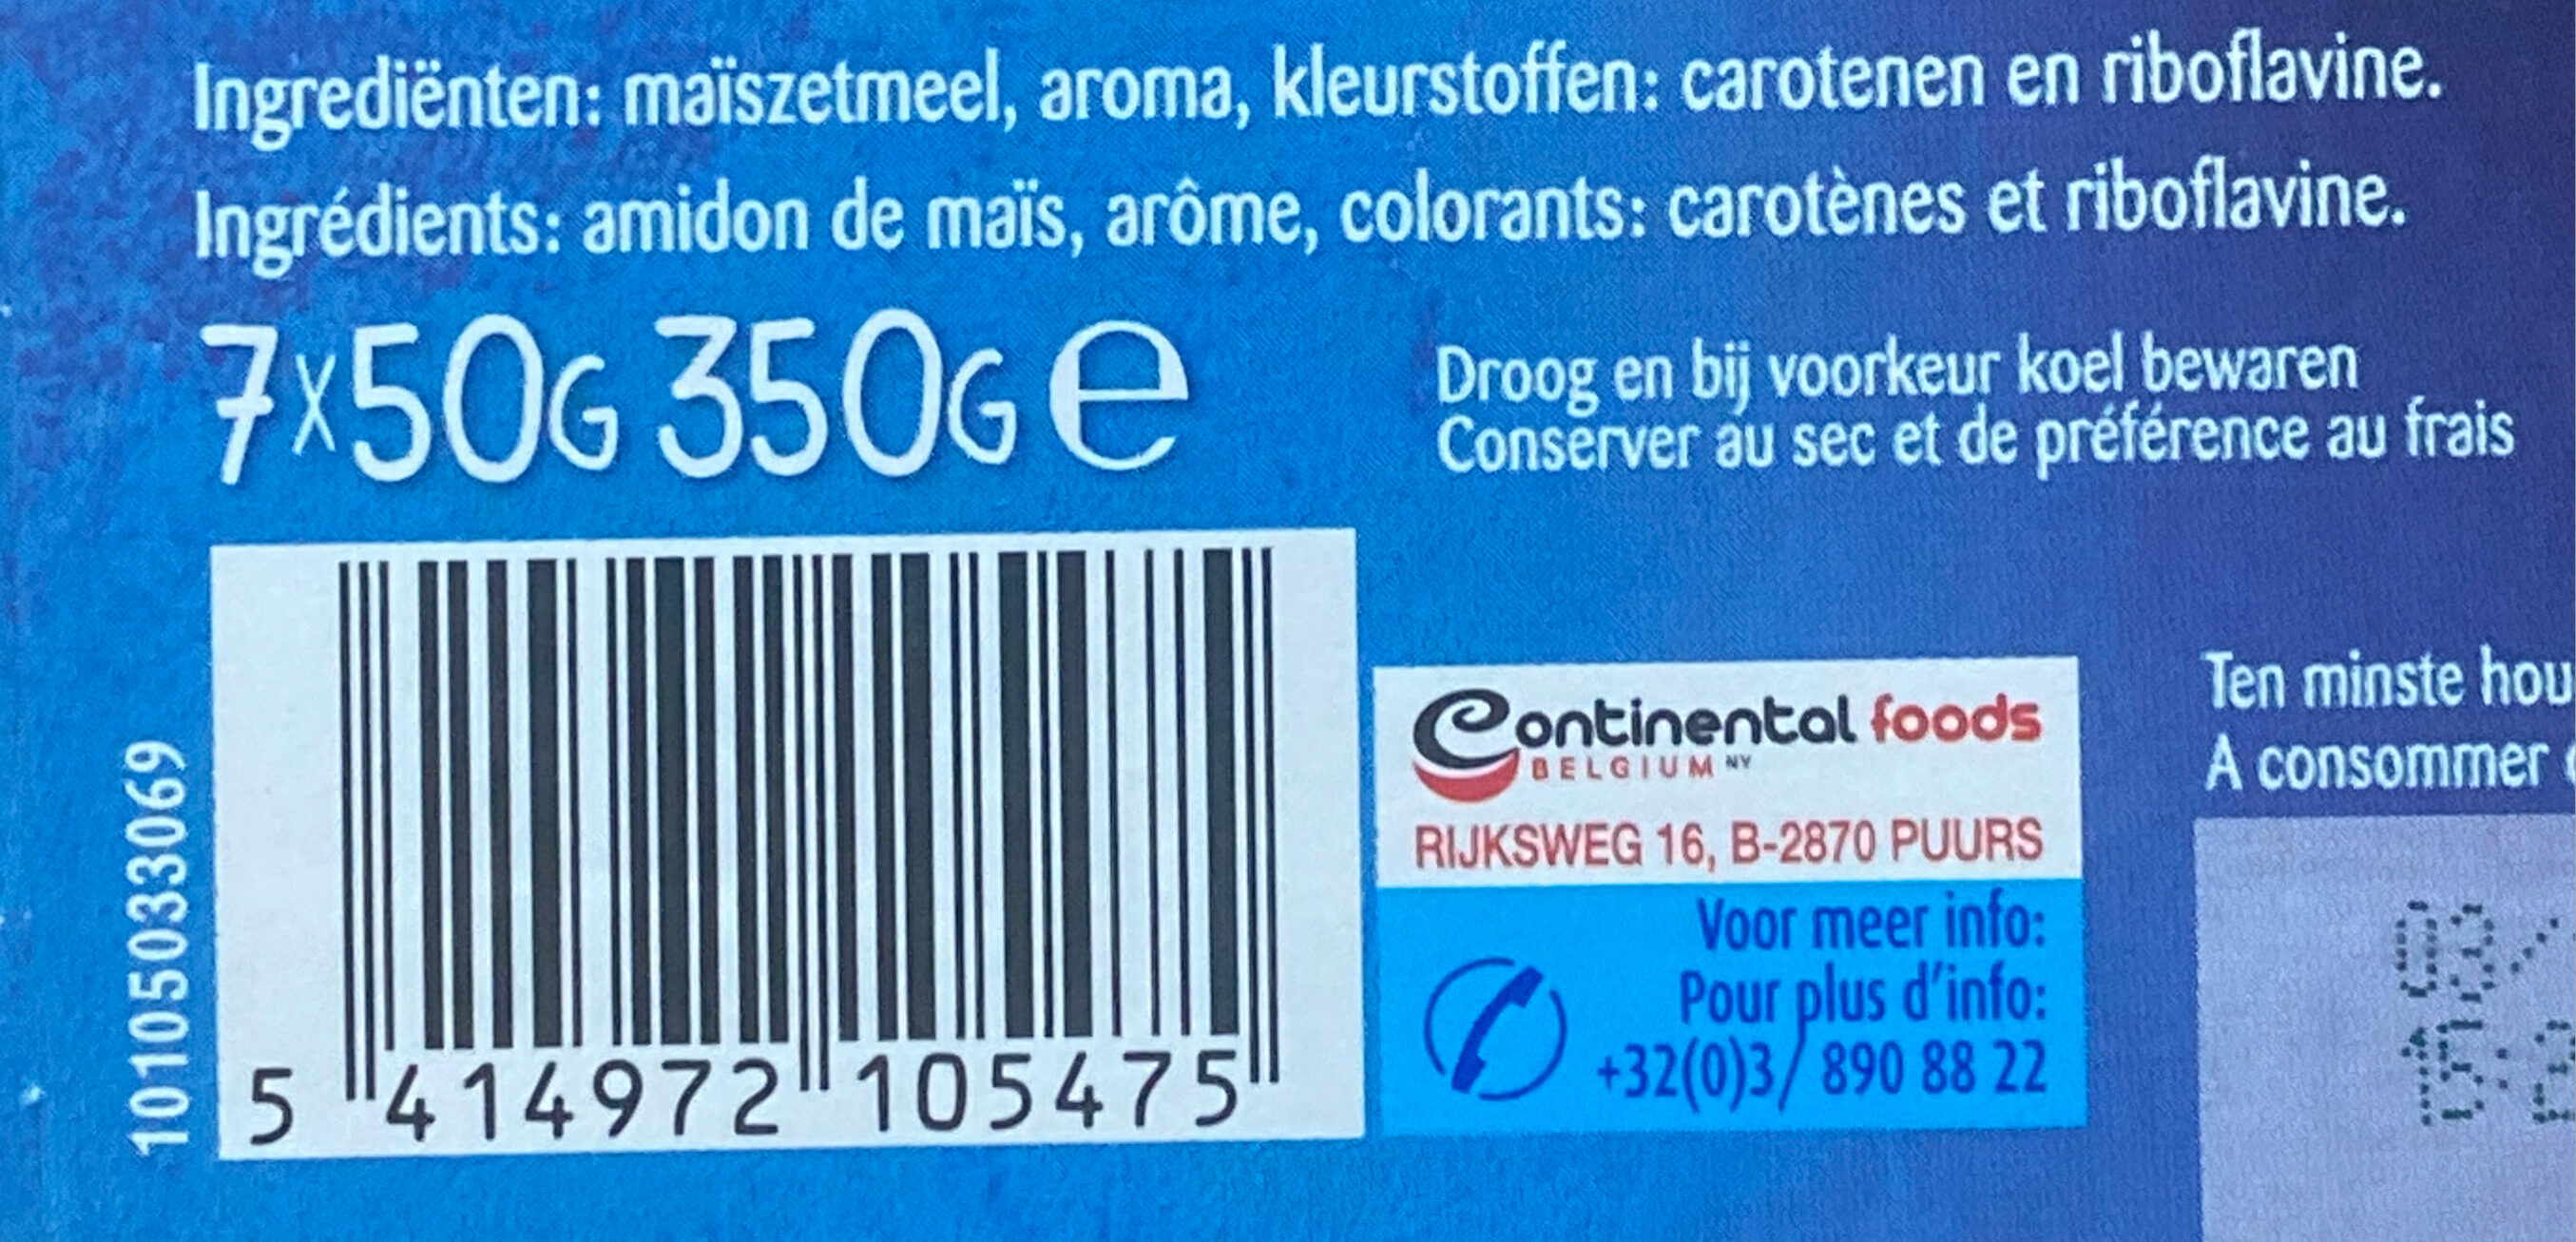 Ingrediënten: maïszetmeel, aroma, kleurstoffen: carotenen en riboflavine.
Ingrédients: amidon de maïs, arôme, colorants: carotènes et riboflavine.
7x50G 350G e
Droog en bij voorkeur koel bewaren
Conserver au sec et de préférence au frais
101050333069
5 414972 105475
Continental foods
BELGIUM NV
RIJKSWEG 16, B-2870 PUURS
Voor meer info:
Pour plus d'info:
+32(0)3/ 890 88 22
Ten minste hou
A consommer
03/